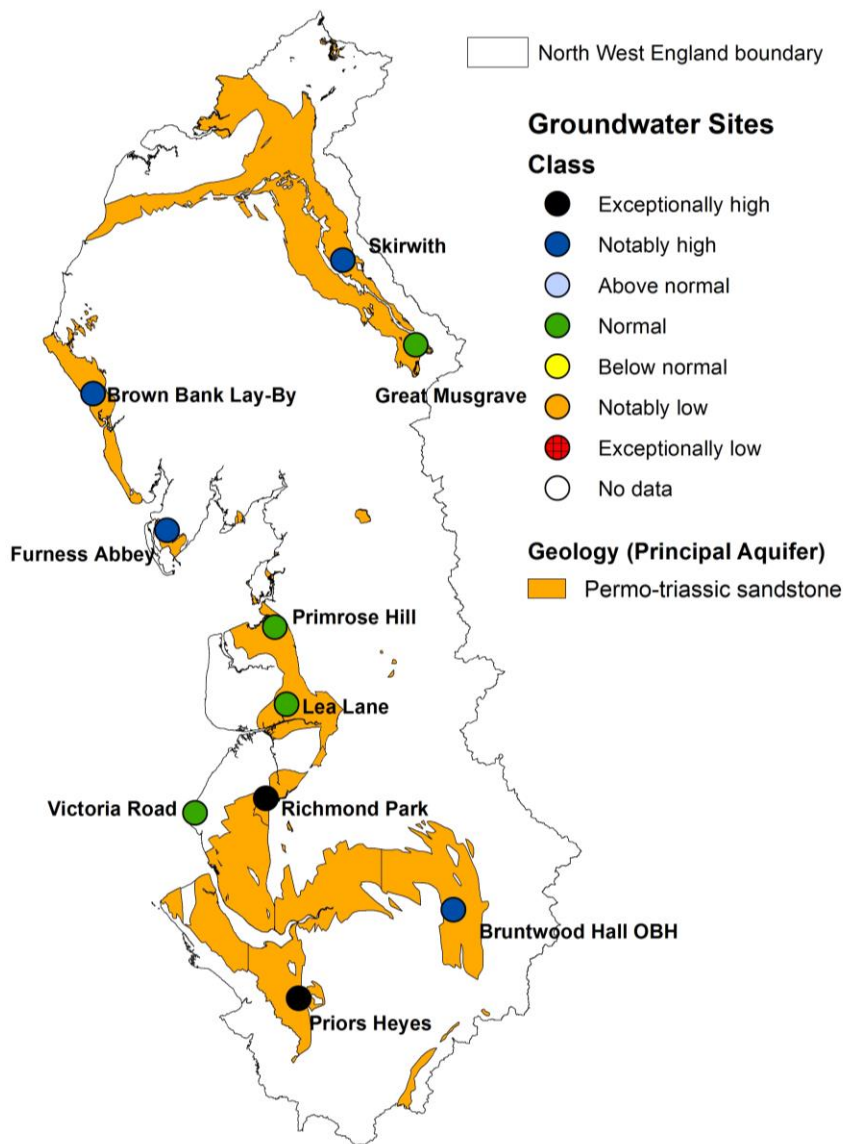 North West England boundary
Groundwater Sites
Class
Exceptionally high
Notably high
Above normal
Normal
Below normal
Notably low
Exceptionally low
No data
Geology (Principal Aquifer)
Permo-triassic sandstone
Skirwith
Great Musgrave
Brown Bank Lay-By
Furness Abbey
Primrose Hill
Lea Lane
Victoria Road
Richmond Park
Bruntwood Hall OBH
Priors Heyes